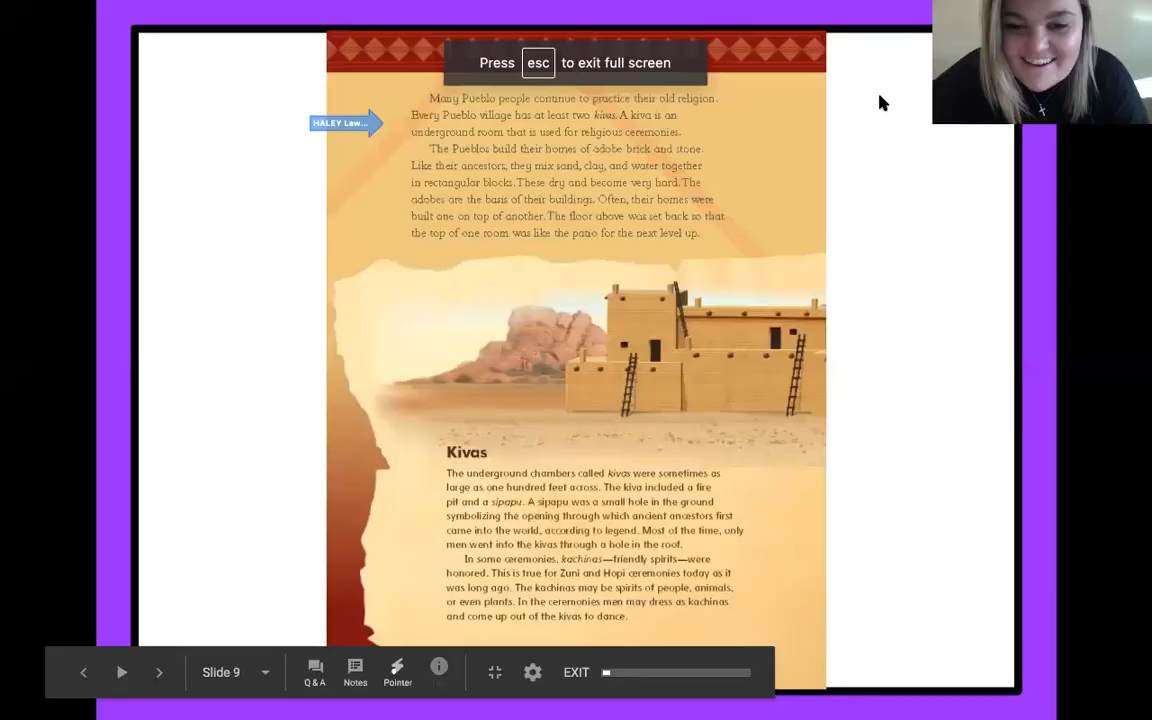 Press esc to exit full screen
Many Pueblo people continue to practice their old religion.
HALEY Law...
Every Pueblo village has at least two kivas. A kiva is an
underground room that is used for religious ceremonies.
The Pueblos build their homes of adobe brick and stone.
Like their ancestors, they mix sand, clay, and water together
in rectangular blocks. These dry and become very hard. The
adobes are the basis of their buildings. Often, their homes were
built one on top of another. The floor above was set back so that
the top of one room was like the patio for the next level up.
Kivas
The underground chambers called kivas were sometimes as
large as one hundred feet across. The kiva included a fire
pit and a sipapu. A sipapu was a small hole in the ground
symbolizing the opening through which ancient ancestors first
came into the world, according to legend. Most of the time, only
men went into the kivas through a hole in the roof.
In some ceremonies, kachinas—friendly spirits—were
honored. This is true for Zuni and Hopi ceremonies today as it
was long ago. The kachinas may be spirits of people, animals,
or even plants. In the ceremonies men may dress as kachinas
and come up out of the kivas to dance.
Slide 9
Q & A
Notes
Pointer
EXIT